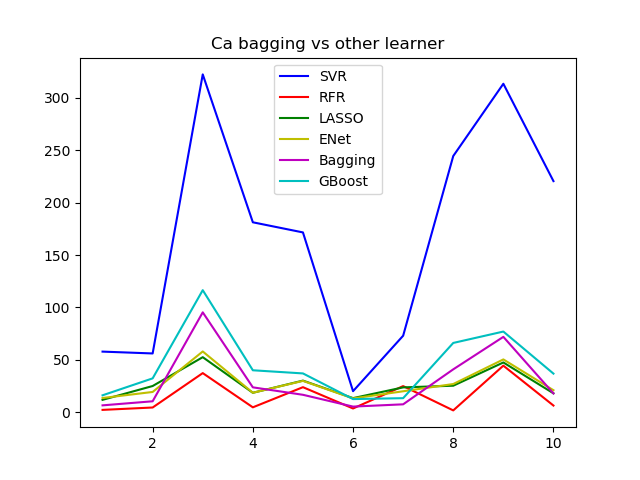 Ca bagging vs other learner
SVR
RFR
LASSO
ENet
Bagging
GBoost
300
250
200
150
100
50
0
2 4 6 8 10